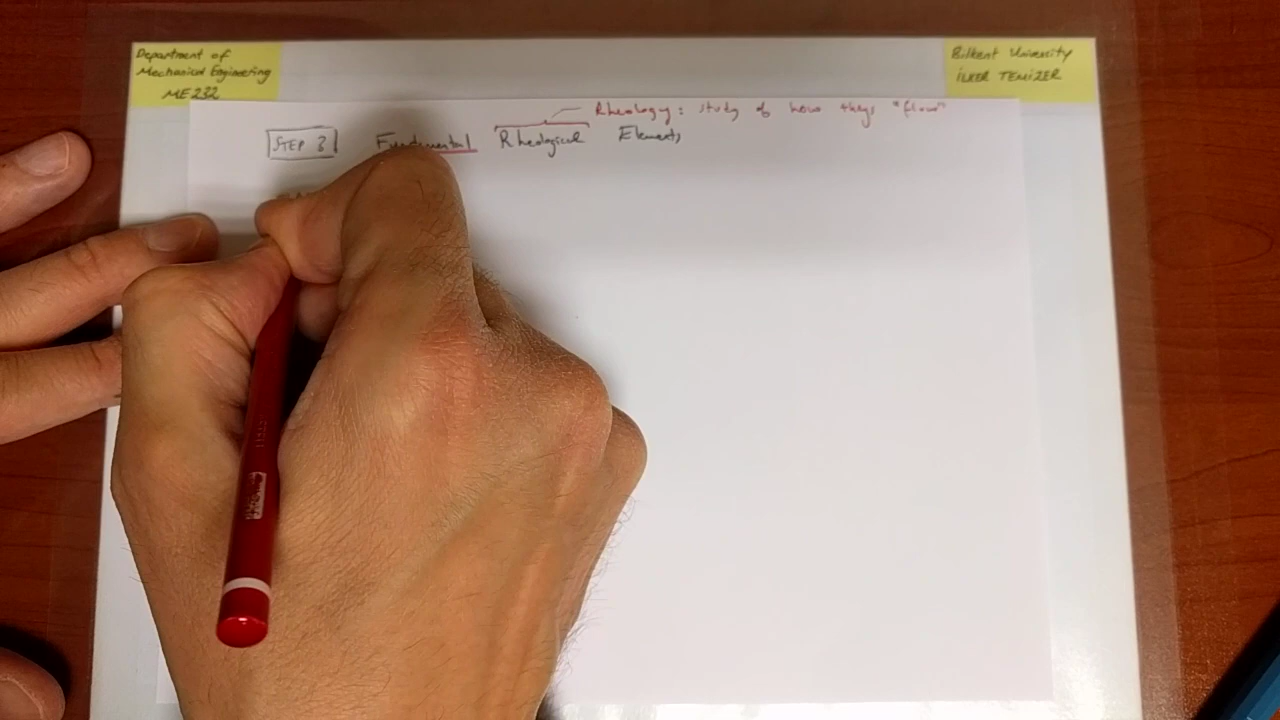 Department of
Mechanical Engineering
ME232
Bilkent University
İLKER TEMİZER
Rheology: study of how things "flow"
STEP 3 Fundamental Rheological Elements